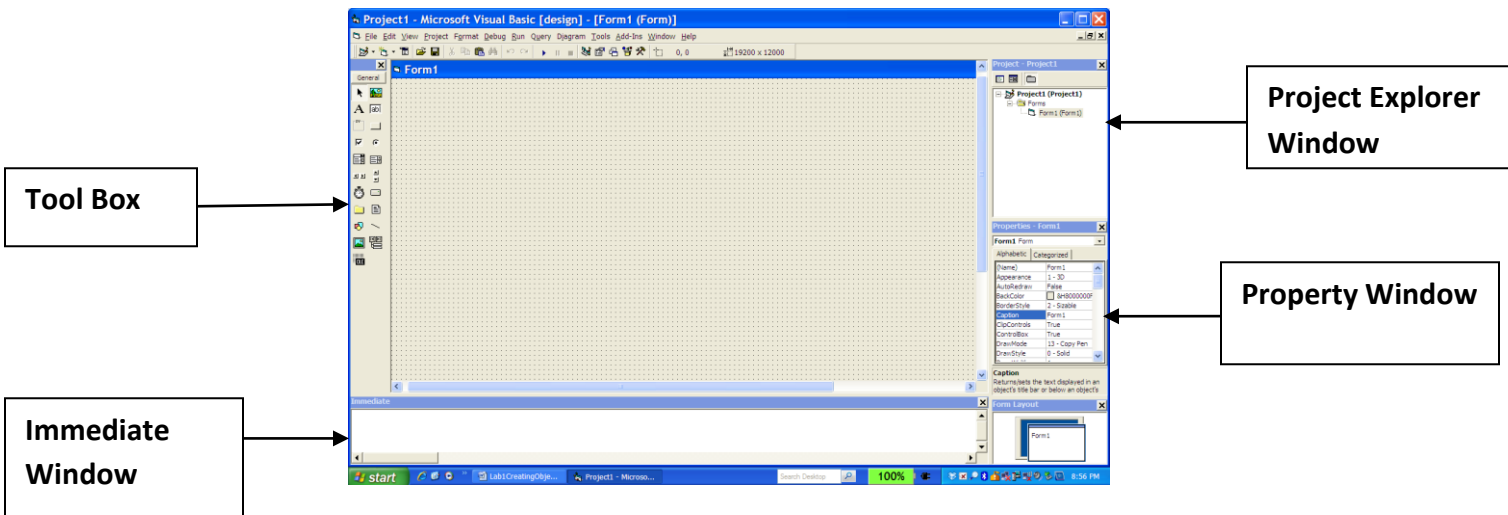 Project1 - Microsoft Visual Basic [design] - [Form1 (Form)]
File Edit View Project Format Debug Run Query Diagram Tools Add-Ins Window Help
0, 0 19200 x 12000
General
Form1
A ab|
Project - Project1
Project1 (Project1)
Forms
Form1 (Form1)
Project Explorer
Window
Tool Box
Properties - Form1
Form1 Form
Alphabetic Categorized
(Name) Form1
Appearance 1 - 3D
AutoRedraw False
BackColor &H8000000F
BorderStyle 2 - Sizable
Caption Form1
ClipControls True
ControlBox True
DrawMode 13 - Copy Pen
DrawStyle 0 - Solid
Property Window
Caption
Returns/sets the text displayed in an
object's title bar or below an object's
Immediate
Form Layout
Form1
Immediate
Window
start Lab1CreatingObje... Project1 - Microso... Search Desktop 100% 8:56 PM